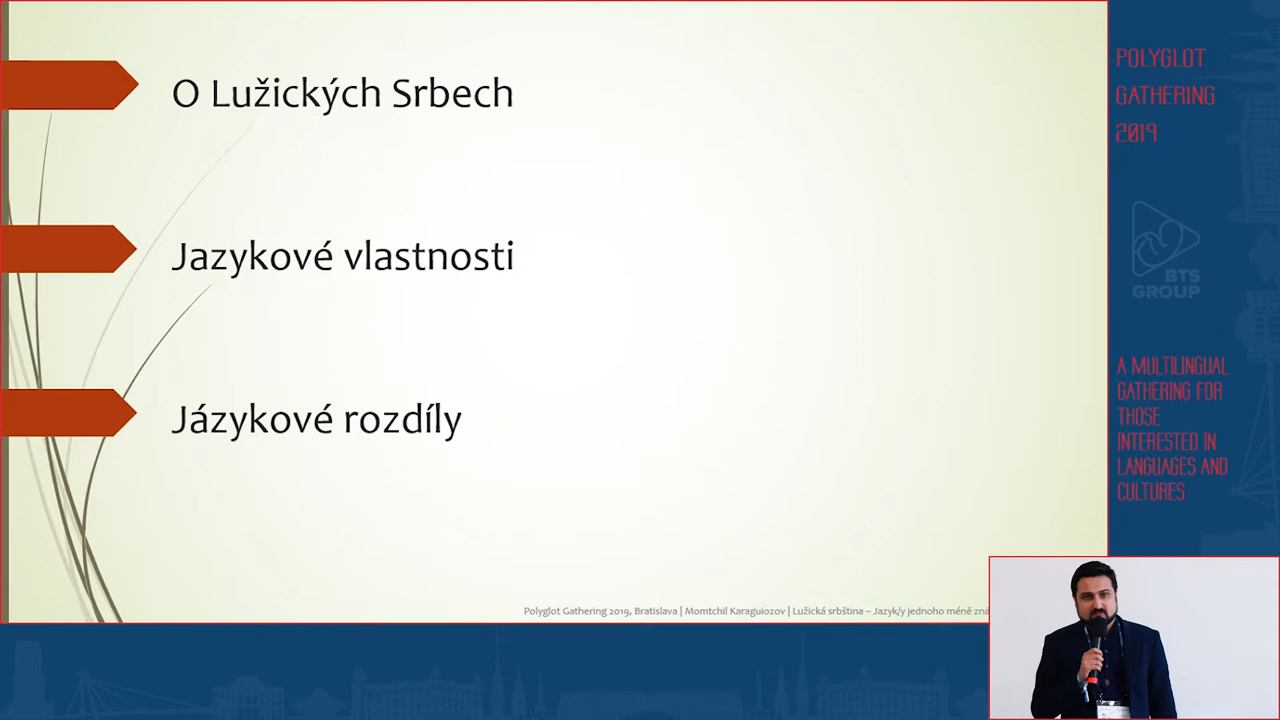 O Lužických Srbech
Jazykové vlastnosti
Jázykové rozdíly
Polyglot Gathering 2019, Bratislava | Momtchil Karaguiozov | Lužická srbština – Jazyk/y jednoho méně zná
POLYGLOT
GATHERING
2019
BTS
GROUP
A MULTILINGUAL
GATHERING FOR
THOSE
INTERESTED IN
LANGUAGES AND
CULTURES